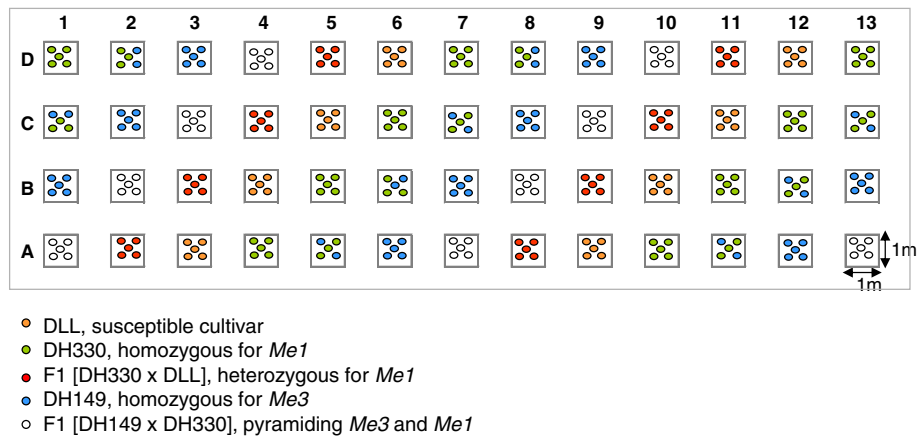 1 2 3 4 5 6 7 8 9 10 11 12 13
D
C
B
A
1m
1m
DLL, susceptible cultivar
DH330, homozygous for Me1
F1 [DH330 x DLL], heterozygous for Me1
DH149, homozygous for Me3
F1 [DH149 x DH330], pyramiding Me3 and Me1